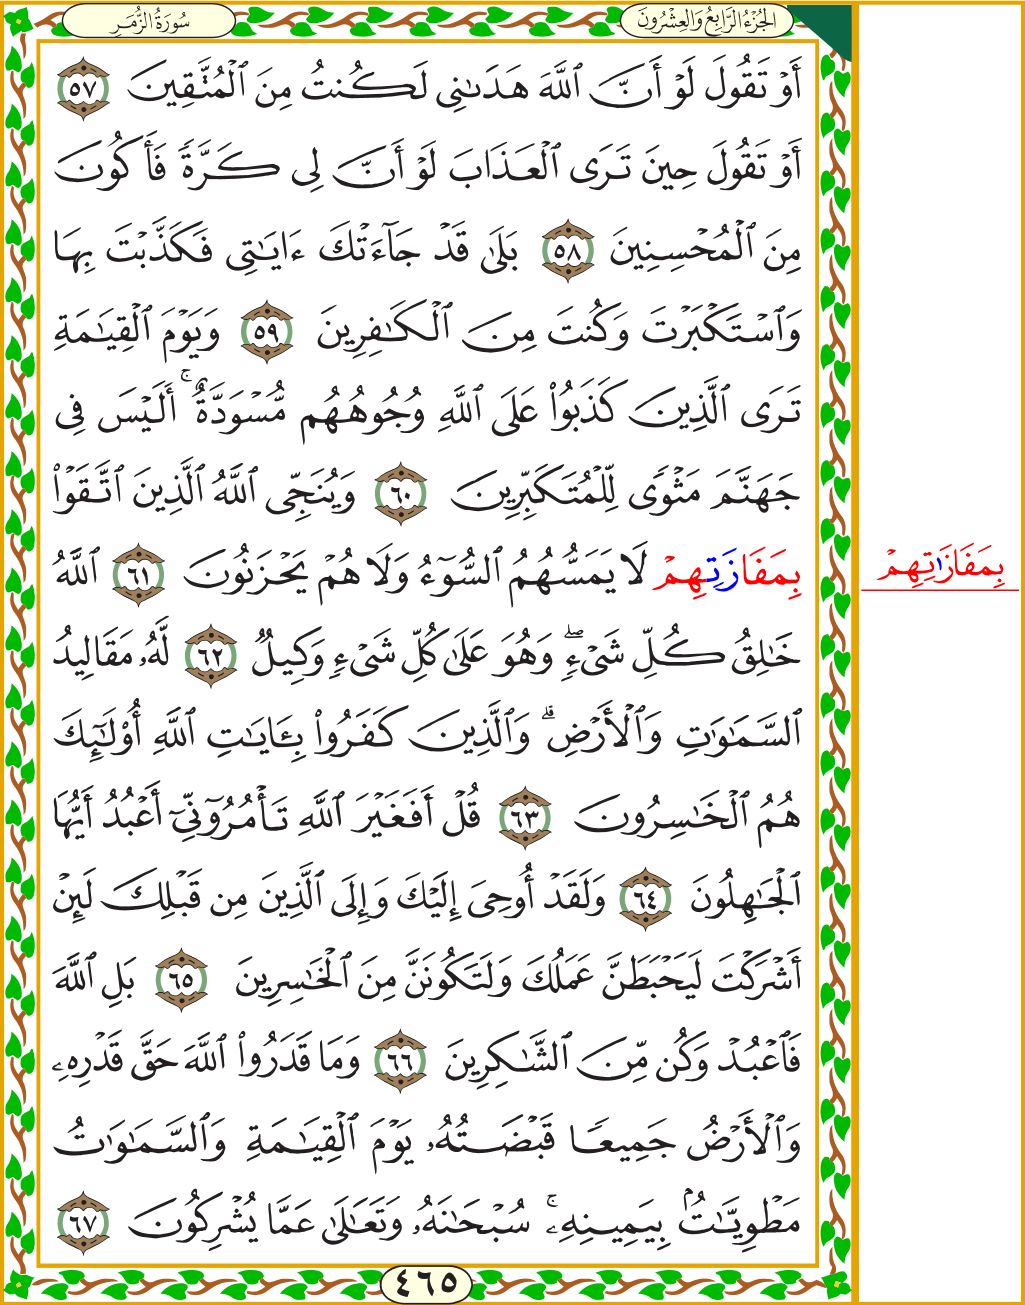 سُورَةُ الزُّمَرِ
الجُزْءُ الرَّابِعُ وَالعِشْرُونَ
أَوْ تَقُولَ لَوْ أَنَّ ٱللَّهَ هَدَىٰنِى لَكُنتُ مِنَ ٱلْمُتَّقِينَ ٥٧
أَوْ تَقُولَ حِينَ تَرَى ٱلْعَذَابَ لَوْ أَنَّ لِى كَرَّةً فَأَكُونَ
مِنَ ٱلْمُحْسِنِينَ ٥٨ بَلَىٰ قَدْ جَآءَتْكَ ءَايَـٰتِى فَكَذَّبْتَ بِهَا
وَٱسْتَكْبَرْتَ وَكُنتَ مِنَ ٱلْكَـٰفِرِينَ ٥٩ وَيَوْمَ ٱلْقِيَـٰمَةِ
تَرَى ٱلَّذِينَ كَذَبُوا۟ عَلَى ٱللَّهِ وُجُوهُهُم مُّسْوَدَّةٌ ۚ أَلَيْسَ فِى
جَهَنَّمَ مَثْوًى لِّلْمُتَكَبِّرِينَ ٦٠ وَيُنَجِّى ٱللَّهُ ٱلَّذِينَ ٱتَّقَوْا۟
بِمَفَازَتِهِمْ لَا يَمَسُّهُمُ ٱلسُّوٓءُ وَلَا هُمْ يَحْزَنُونَ ٦١ ٱللَّهُ
بِمَفَازَاتِهِمْ
خَـٰلِقُ كُلِّ شَىْءٍ ۖ وَهُوَ عَلَىٰ كُلِّ شَىْءٍ وَكِيلٌ ٦٢ لَّهُۥ مَقَالِيدُ
ٱلسَّمَـٰوَٰتِ وَٱلْأَرْضِ ۗ وَٱلَّذِينَ كَفَرُوا۟ بِـَٔايَـٰتِ ٱللَّهِ أُو۟لَـٰٓئِكَ
هُمُ ٱلْخَـٰسِرُونَ ٦٣ قُلْ أَفَغَيْرَ ٱللَّهِ تَأْمُرُوٓنِّىٓ أَعْبُدُ أَيُّهَا
ٱلْجَـٰهِلُونَ ٦٤ وَلَقَدْ أُوحِىَ إِلَيْكَ وَإِلَى ٱلَّذِينَ مِن قَبْلِكَ لَئِنْ
أَشْرَكْتَ لَيَحْبَطَنَّ عَمَلُكَ وَلَتَكُونَنَّ مِنَ ٱلْخَـٰسِرِينَ ٦٥ بَلِ ٱللَّهَ
فَٱعْبُدْ وَكُن مِّنَ ٱلشَّـٰكِرِينَ ٦٦ وَمَا قَدَرُوا۟ ٱللَّهَ حَقَّ قَدْرِهِۦ
وَٱلْأَرْضُ جَمِيعًا قَبْضَتُهُۥ يَوْمَ ٱلْقِيَـٰمَةِ وَٱلسَّمَـٰوَٰتُ
مَطْوِيَّـٰتٌۢ بِيَمِينِهِۦ ۚ سُبْحَـٰنَهُۥ وَتَعَـٰلَىٰ عَمَّا يُشْرِكُونَ ٦٧
٤٦٥